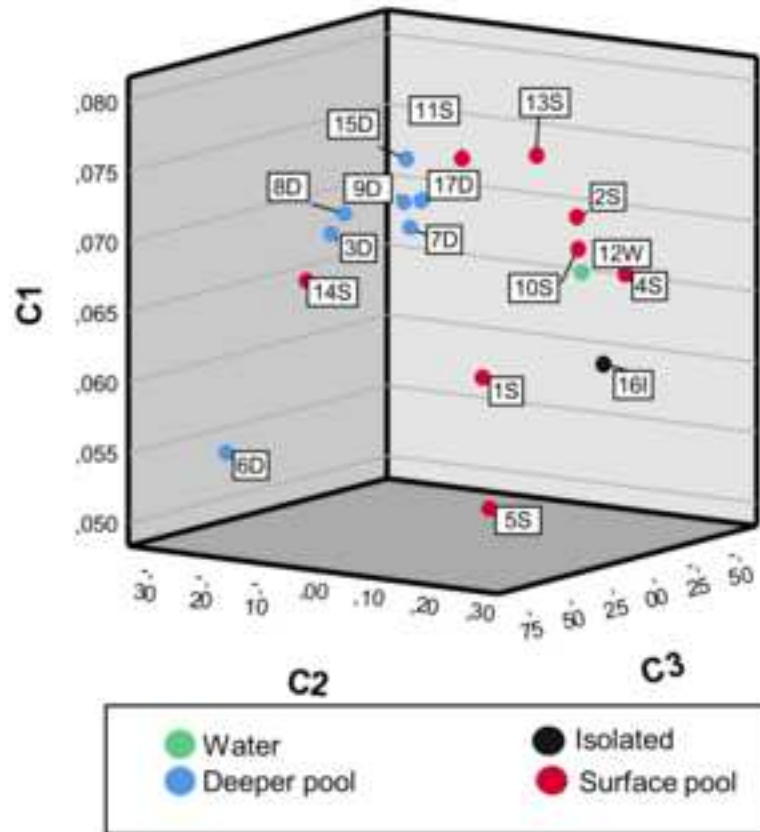 ,080
,075
,070
,065
,060
,055
,050
C1
15D
11S
13S
8D
9D
17D
2S
3D
7D
12W
14S
10S
4S
1S
16I
6D
5S
-,30 -,20 -,10 ,00 ,10 ,20 ,30
,75 ,50 ,25 ,00 -,25 -,50
C2
C3
Water
Isolated
Deeper pool
Surface pool